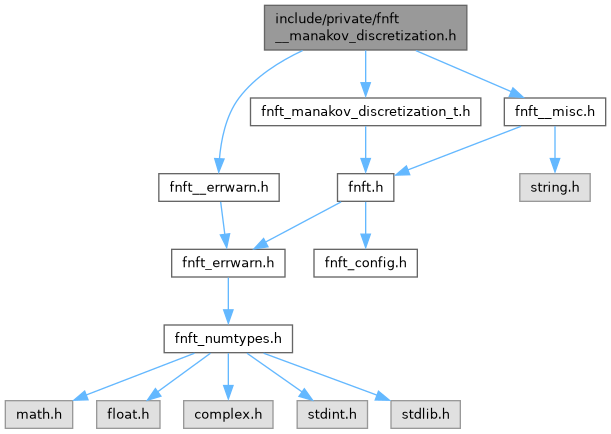 include/private/fnft
__manakov_discretization.h
fnft_manakov_discretization_t.h
fnft__misc.h
fnft__errwarn.h
fnft.h
string.h
fnft_errwarn.h
fnft_config.h
fnft_numtypes.h
math.h
float.h
complex.h
stdint.h
stdlib.h